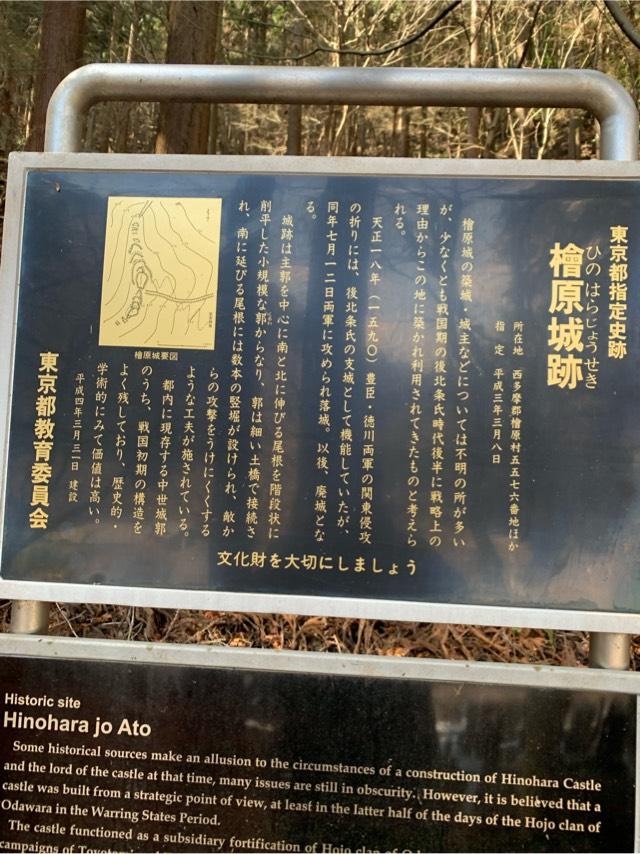 東京都指定史跡
ひのはらじょうせき
檜原城跡
所在地 西多摩郡檜原村五五七六番地ほか
指定 平成三年三月八日
檜原城の築城・城主などについては不明の所が多い
が、少なくとも戦国期の後北条氏時代後半に戦略上の
理由からこの地に築かれ利用されてきたものと考えら
れる。
天正一八年(一五九〇)豊臣・徳川両軍の関東侵攻
の折りには、後北条氏の支城として機能していたが、
同年七月一二日両軍に攻められ落城。以後、廃城とな
る。
城跡は主郭を中心に南と北に伸びる尾根を階段状に
削平した小規模な郭からなり、郭は細い土橋で接続さ
れ、南に延びる尾根には数本の竪堀が設けられ、敵か
らの攻撃をうけにくくする
ような工夫が施されている。
都内に現存する中世城郭
のうち、戦国初期の構造を
よく残しており、歴史的・
学術的にみて価値は高い。
平成四年三月三一日 建設
東京都教育委員会
檜原城要図
文化財を大切にしましょう
Historic site
Hinohara jo Ato
Some historical sources make an allusion to the circumstances of a construction of Hinohara Castle
and the lord of the castle at that time, many issues are still in obscurity. However, it is believed that a
castle was built from a strategic point of view, at least in the latter half of the days of the Hojo clan of
Odawara in the Warring States Period.
The castle functioned as a subsidiary fortification of Hojo clan of
campaigns of